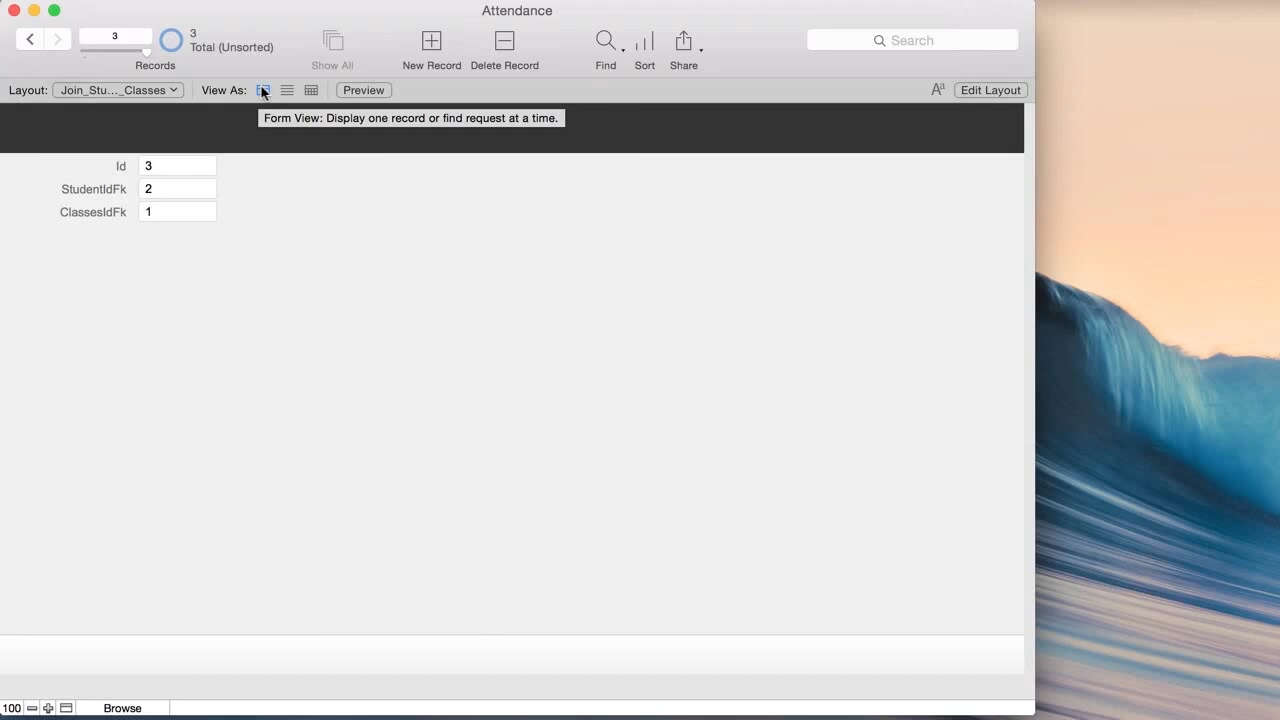 Attendance
3
3
Total (Unsorted)
Search
Records
Show All
New Record
Delete Record
Find
Sort
Share
Layout: Join_Stu..._Classes
View As:
Preview
Aª
Edit Layout
Form View: Display one record or find request at a time.
Id 3
StudentIdFk 2
ClassesIdFk 1
100
Browse